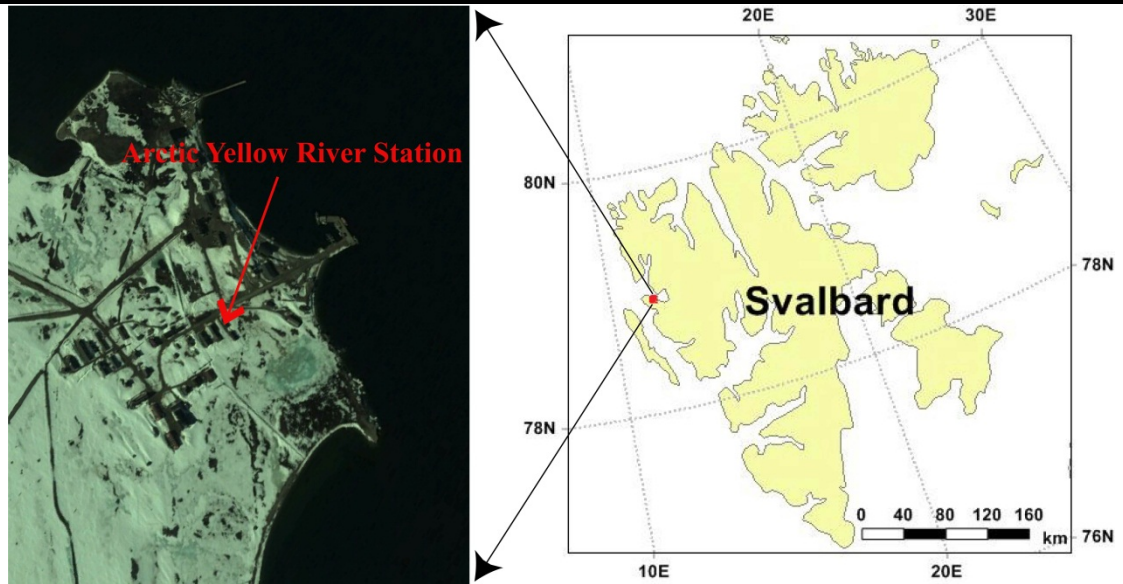 Arctic Yellow River Station
20E 30E
80N
78N
Svalbard
78N
0 40 80 120 160
km
76N
10E 20E